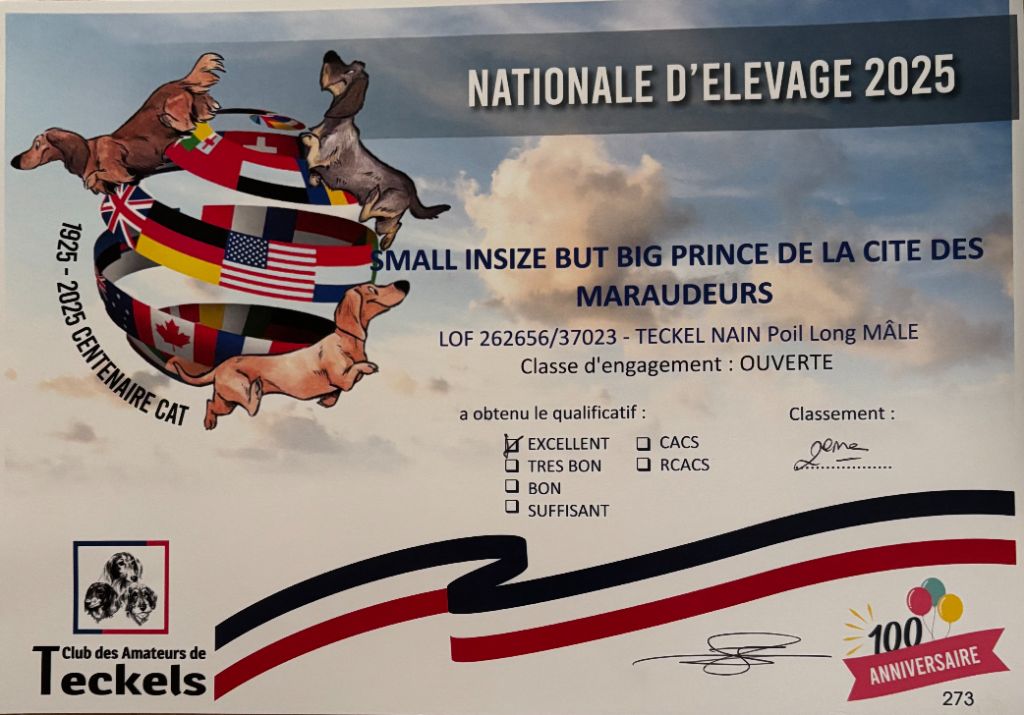 NATIONALE D'ELEVAGE 2025
1925 - 2025 CENTENAIRE CAT
SMALL INSIZE BUT BIG PRINCE DE LA CITE DES
MARAUDEURS
LOF 262656/37023 - TECKEL NAIN Poil Long MÂLE
Classe d'engagement : OUVERTE
a obtenu le qualificatif :
Classement :
EXCELLENT
CACS
2eme
TRES BON
RCACS
BON
SUFFISANT
Club des Amateurs de
Teckels
100
ANNIVERSAIRE
273